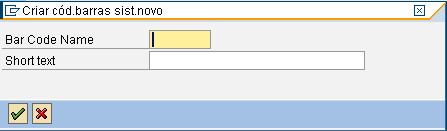 Criar cód.barras sist.novo
Bar Code Name
Short text